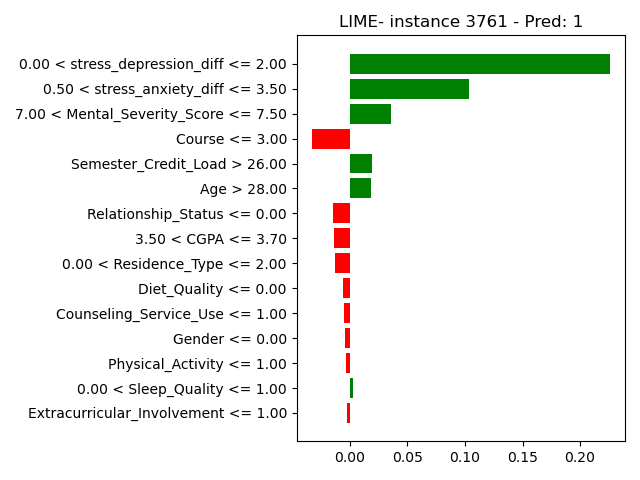 LIME- instance 3761 - Pred: 1
0.00 < stress_depression_diff <= 2.00
0.50 < stress_anxiety_diff <= 3.50
7.00 < Mental_Severity_Score <= 7.50
Course <= 3.00
Semester_Credit_Load > 26.00
Age > 28.00
Relationship_Status <= 0.00
3.50 < CGPA <= 3.70
0.00 < Residence_Type <= 2.00
Diet_Quality <= 0.00
Counseling_Service_Use <= 1.00
Gender <= 0.00
Physical_Activity <= 1.00
0.00 < Sleep_Quality <= 1.00
Extracurricular_Involvement <= 1.00
0.00 0.05 0.10 0.15 0.20